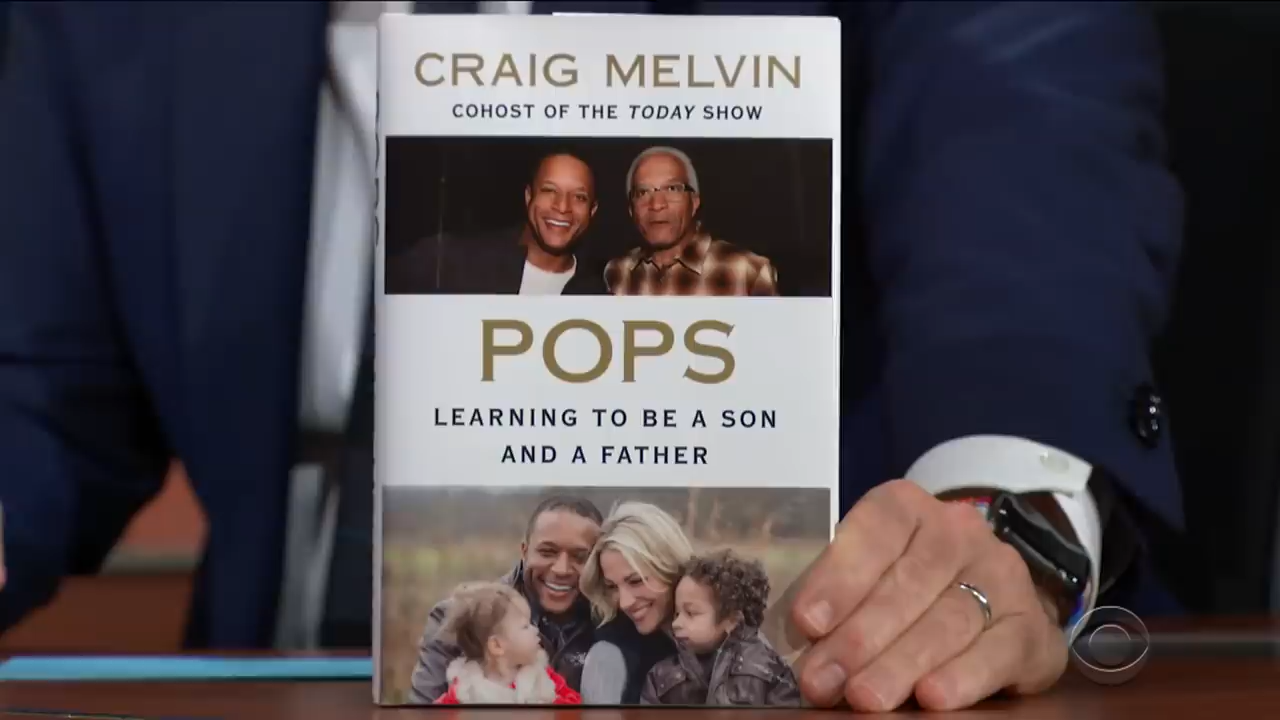 CRAIG MELVIN
COHOST OF THE TODAY SHOW
POPS
LEARNING TO BE A SON
AND A FATHER